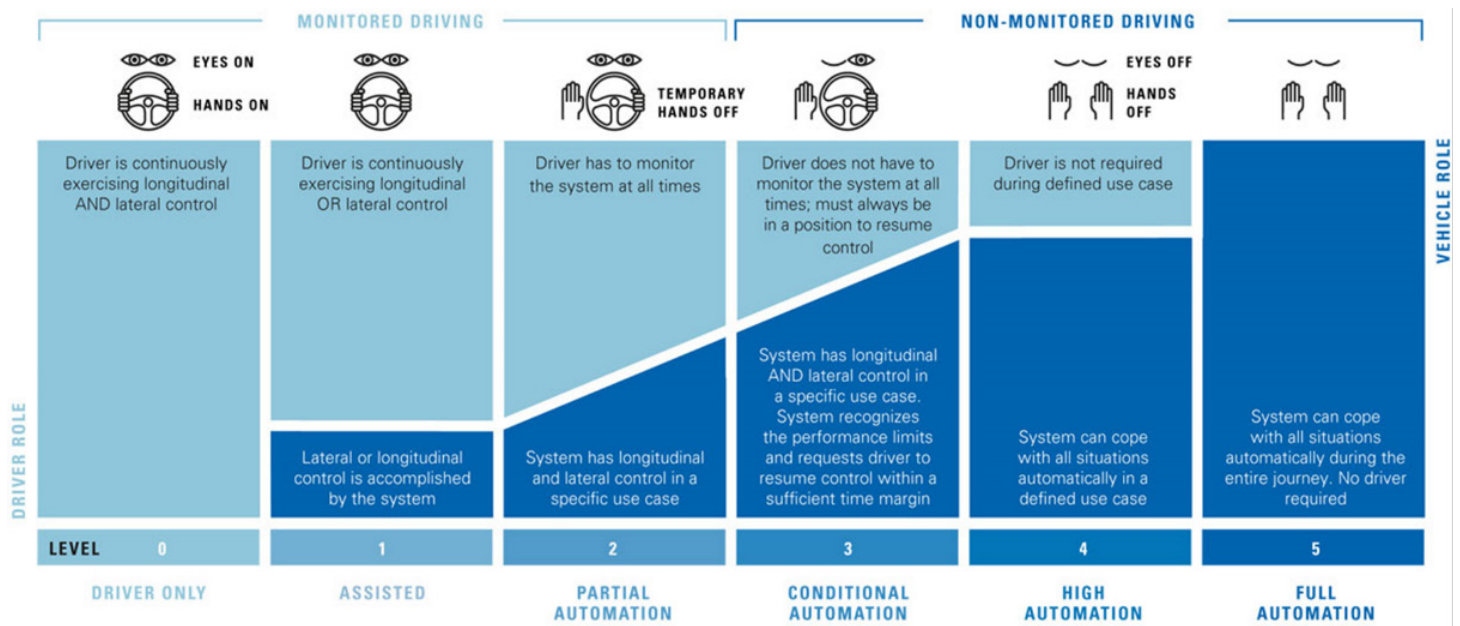 MONITORED DRIVING
NON-MONITORED DRIVING
EYES ON
HANDS ON
TEMPORARY
HANDS OFF
EYES OFF
HANDS
OFF
Driver is continuously
exercising longitudinal
AND lateral control
Driver is continuously
exercising longitudinal
OR lateral control
Driver has to monitor
the system at all times
Driver does not have to
monitor the system at all
times; must always be
in a position to resume
control
Driver is not required
during defined use case
VEHICLE ROLE
DRIVER ROLE
Lateral or longitudinal
control is accomplished
by the system
System has longitudinal
and lateral control in a
specific use case
System has longitudinal
AND lateral control in
a specific use case.
System recognizes
the performance limits
and requests driver to
resume control within a
sufficient time margin
System can cope
with all situations
automatically in a
defined use case
System can cope
with all situations
automatically during the
entire journey. No driver
required
LEVEL 0 1 2 3 4 5
DRIVER ONLY
ASSISTED
PARTIAL
AUTOMATION
CONDITIONAL
AUTOMATION
HIGH
AUTOMATION
FULL
AUTOMATION